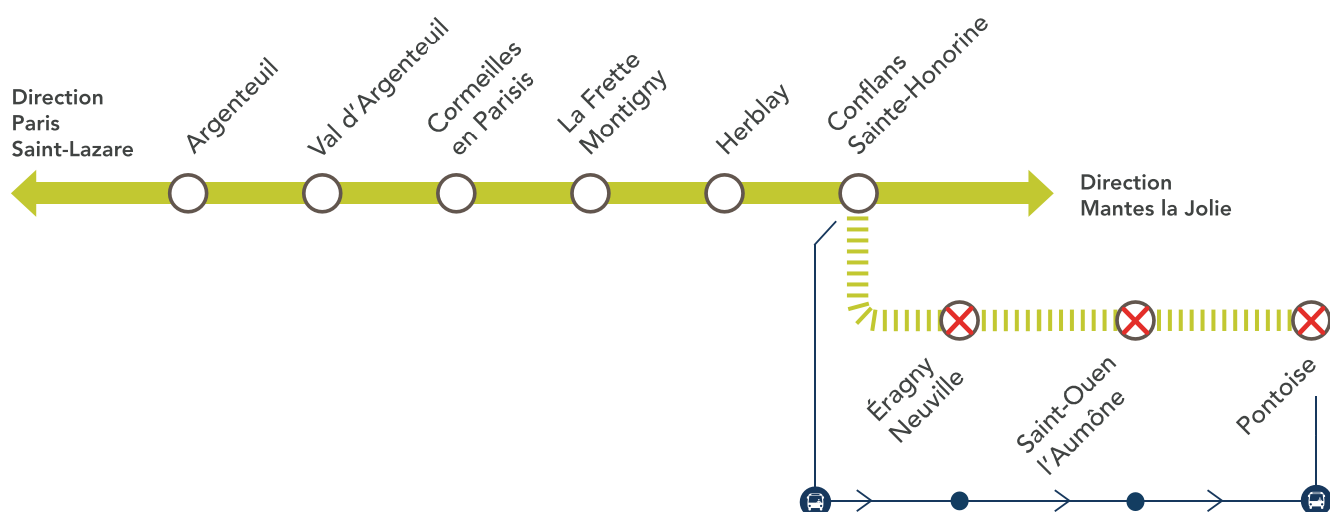 Direction
Paris
Saint-Lazare
Argenteuil
Val d'Argenteuil
Cormeilles
en Parisis
La Frette
Montigny
Herblay
Conflans
Sainte-Honorine
Direction
Mantes la Jolie
Éragny
Neuville
Saint-Ouen
l'Aumône
Pontoise